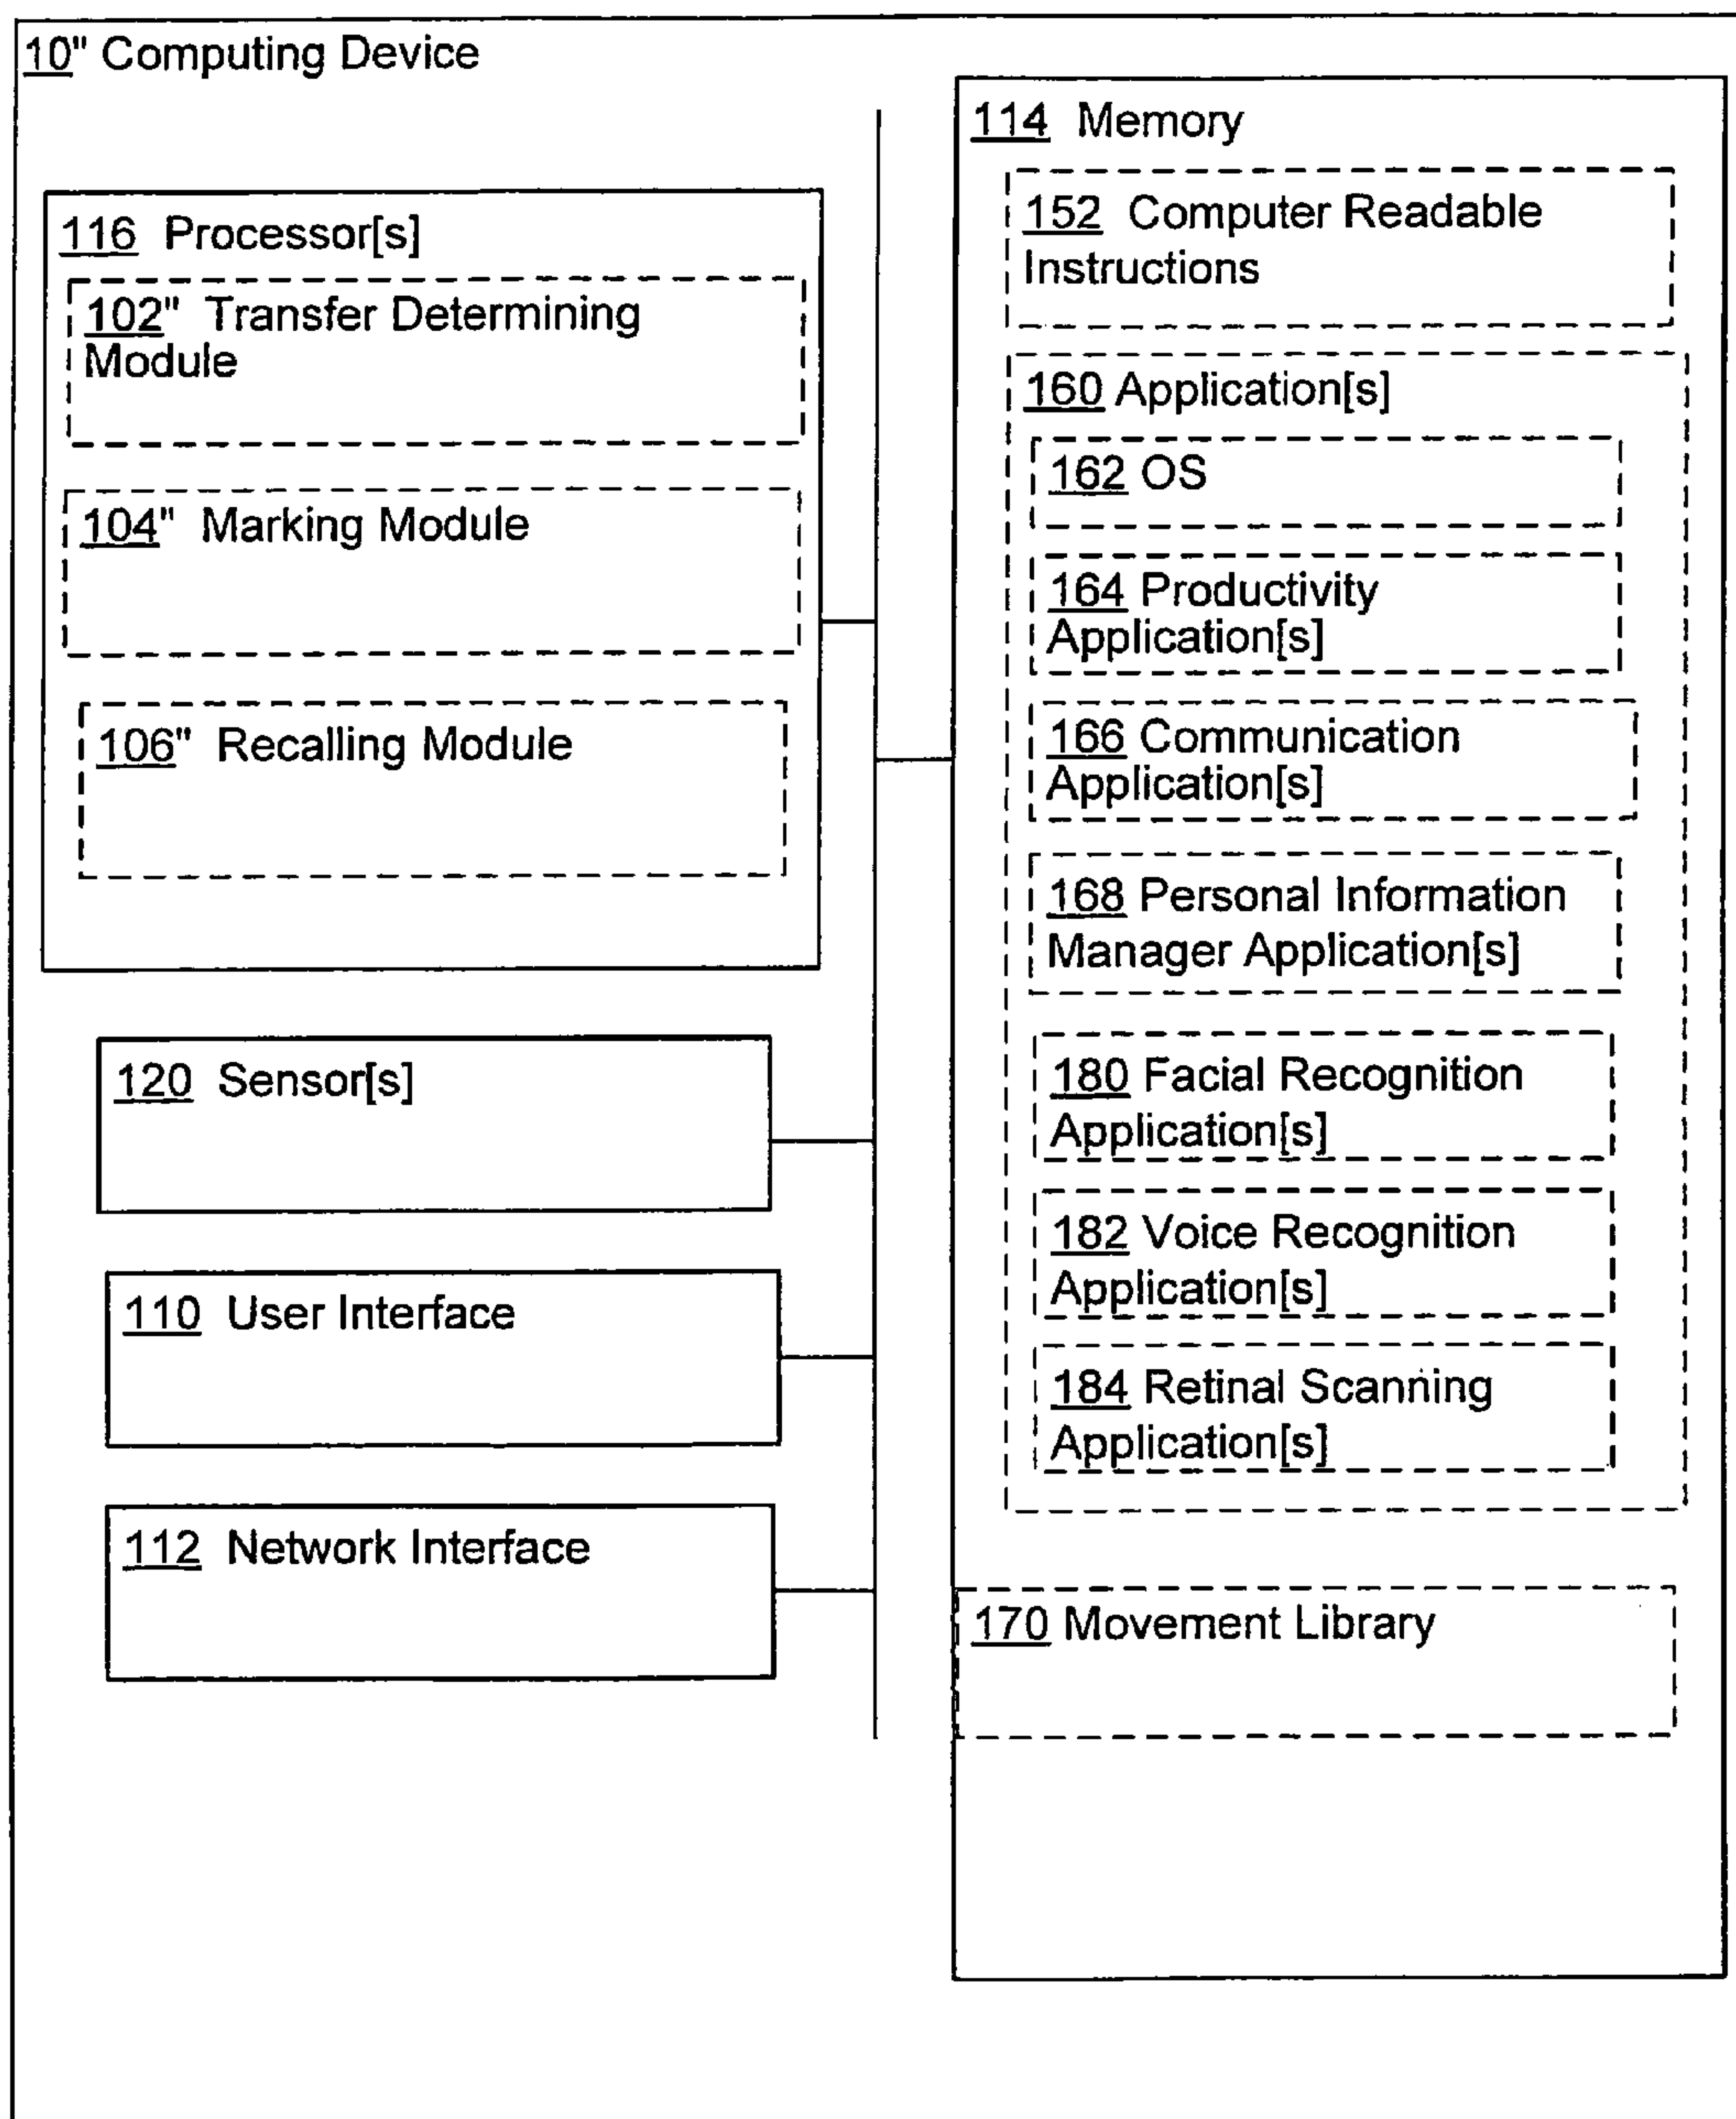 10" Computing Device
116 Processor[s]
102" Transfer Determining
Module
104" Marking Module
106" Recalling Module
120 Sensor[s]
110 User Interface
112 Network Interface
114 Memory
152 Computer Readable
Instructions
160 Application[s]
162 OS
164 Productivity
Application[s]
166 Communication
Application[s]
168 Personal Information
Manager Application[s]
180 Facial Recognition
Application[s]
182 Voice Recognition
Application[s]
184 Retinal Scanning
Application[s]
170 Movement Library